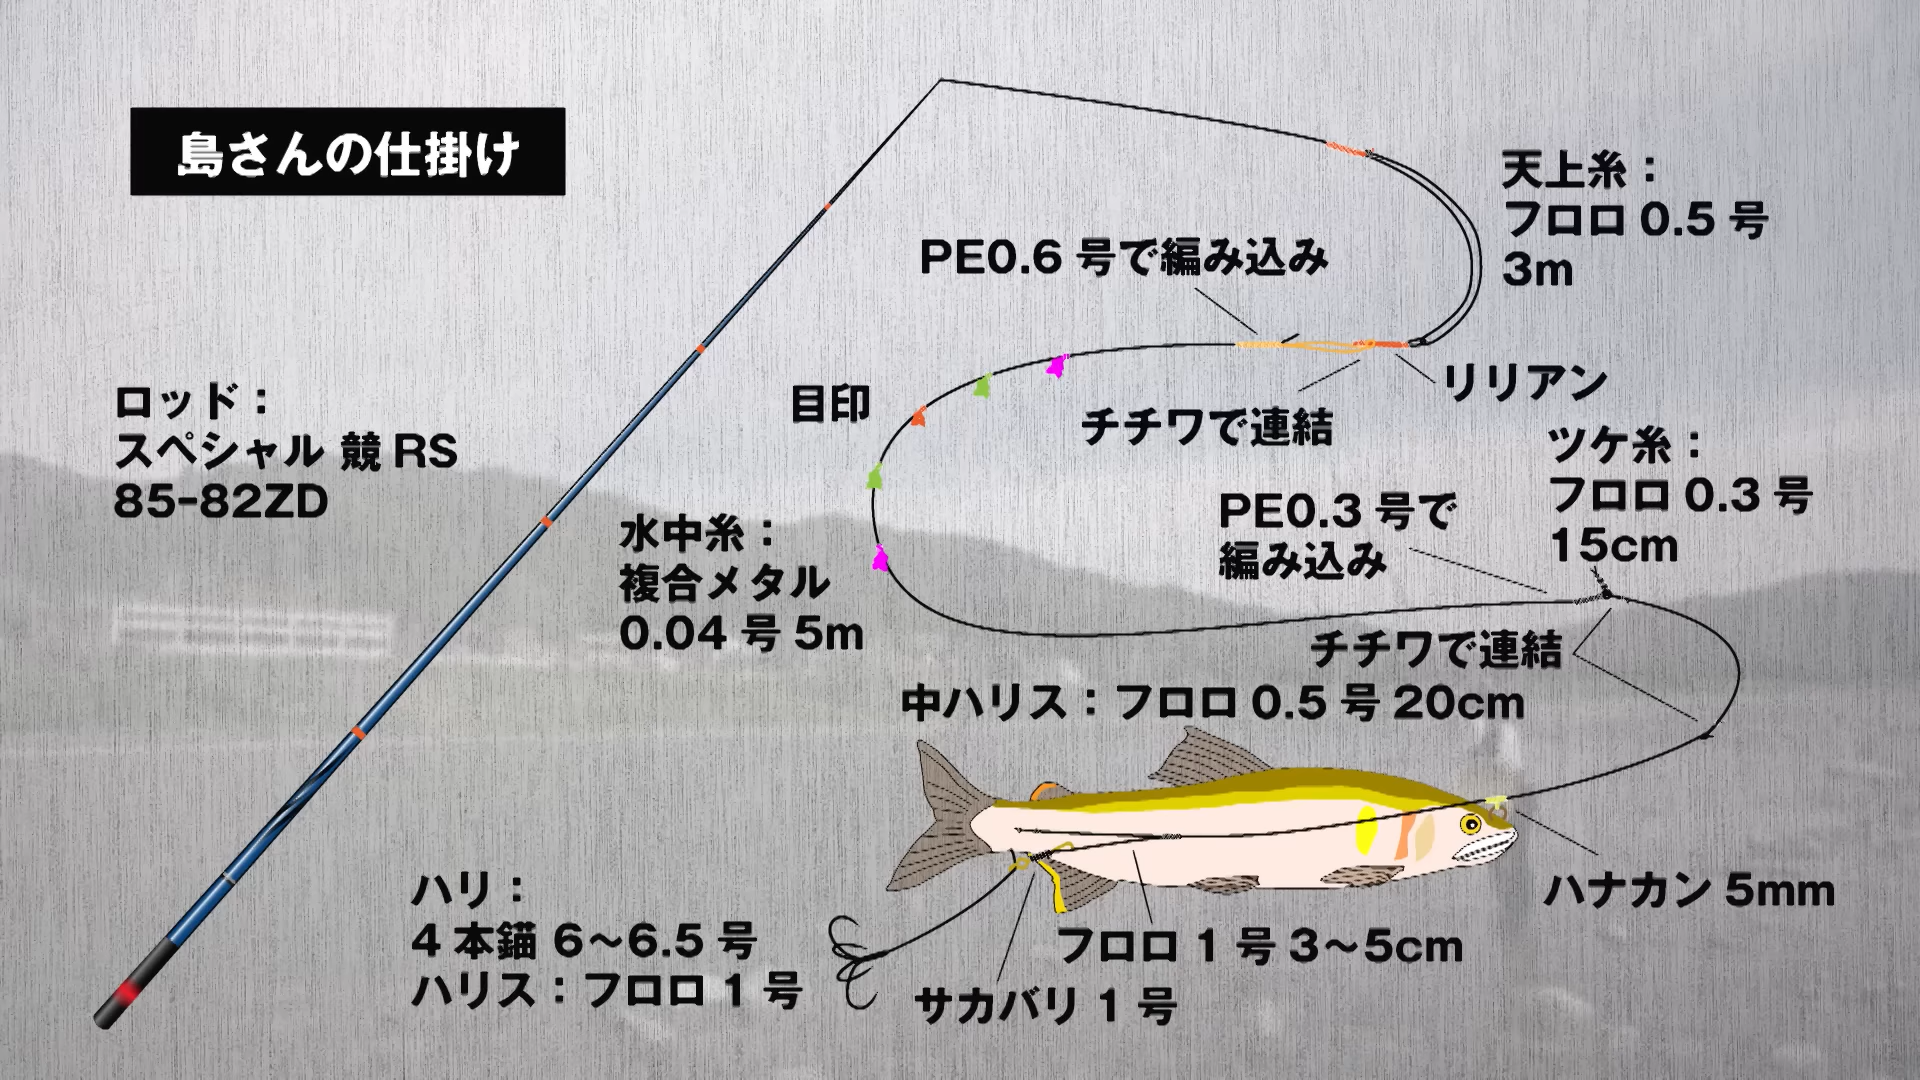 島さんの仕掛け
天上糸：
フロロ 0.5 号
3m
PE0.6 号で編み込み
リリアン
チチワで連結
目印
ロッド：
スペシャル 競 RS
85-82ZD
ツケ糸：
フロロ 0.3 号
15cm
PE0.3 号で
編み込み
水中糸：
複合メタル
0.04 号 5m
チチワで連結
中ハリス：フロロ 0.5 号 20cm
ハナカン 5mm
ハリ：
4 本錨 6～6.5 号
ハリス：フロロ 1 号
フロロ 1 号 3～5cm
サカバリ 1 号